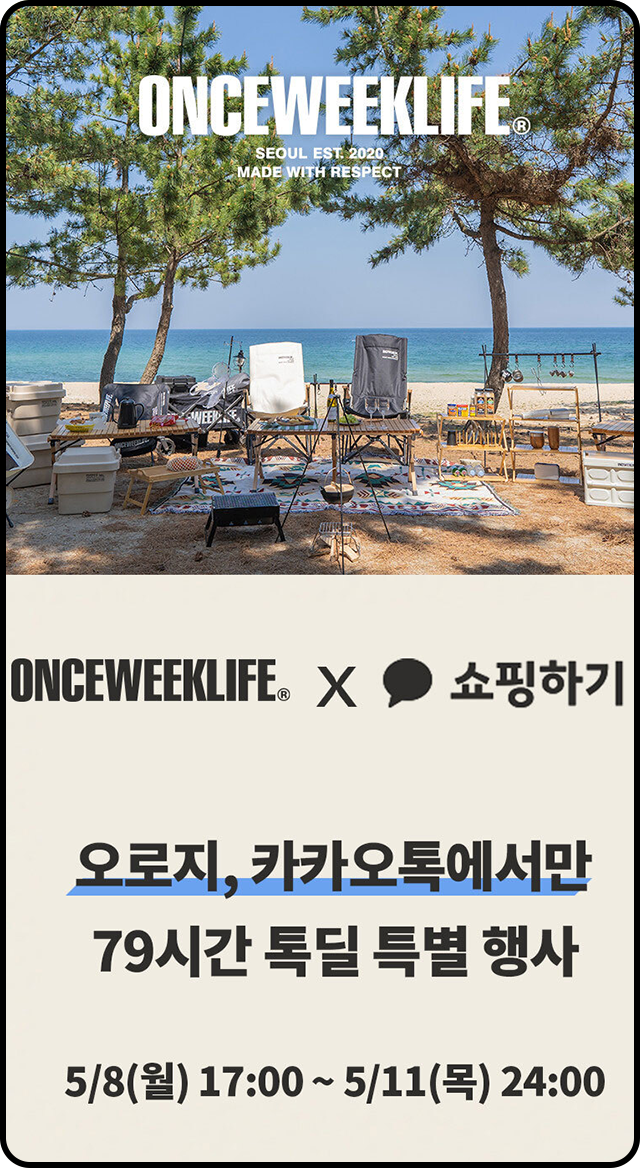 ONCEWEEKLIFE®
SEOUL EST. 2020
MADE WITH RESPECT
ONCEWEEKLIFE® X 쇼핑하기
오로지, 카카오톡에서만
79시간 톡딜 특별 행사
5/8(월) 17:00 ~ 5/11(목) 24:00